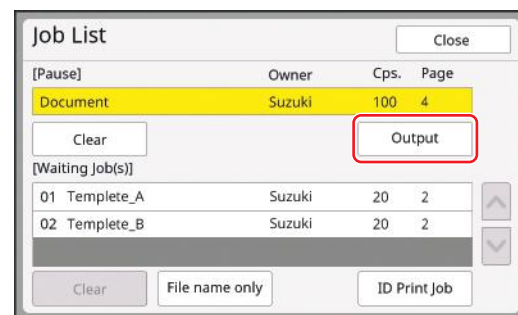 Job List Close
[Pause] Owner Cps. Page
Document Suzuki 100 4
Clear Output
[Waiting Job(s)]
01 Templete_A Suzuki 20 2
02 Templete_B Suzuki 20 2
Clear File name only ID Print Job